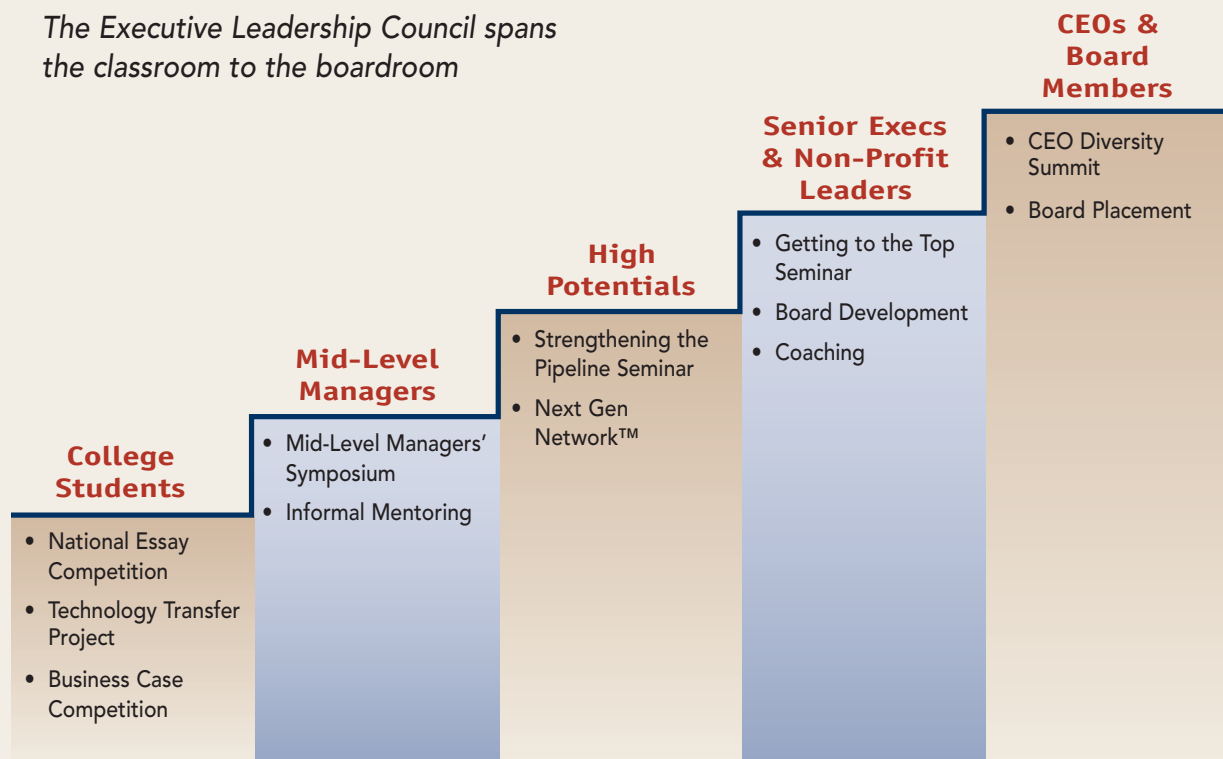 The Executive Leadership Council spans
the classroom to the boardroom
College
Students
• National Essay
Competition
• Technology Transfer
Project
• Business Case
Competition
Mid-Level
Managers
• Mid-Level Managers’
Symposium
• Informal Mentoring
High
Potentials
• Strengthening the
Pipeline Seminar
• Next Gen
Network™
Senior Execs
& Non-Profit
Leaders
• Getting to the Top
Seminar
• Board Development
• Coaching
CEOs &
Board
Members
• CEO Diversity
Summit
• Board Placement